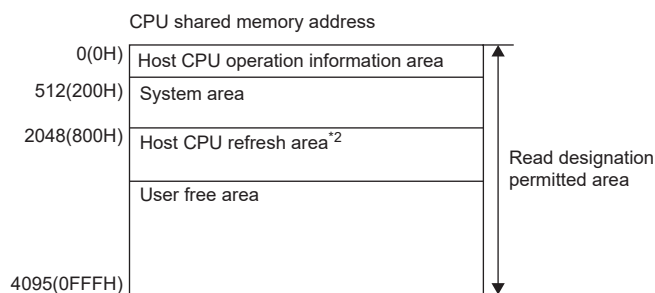 CPU shared memory address
0(0H)
Host CPU operation information area
512(200H)
System area
2048(800H)
Host CPU refresh area*2
Read designation
permitted area
User free area
4095(0FFFH)